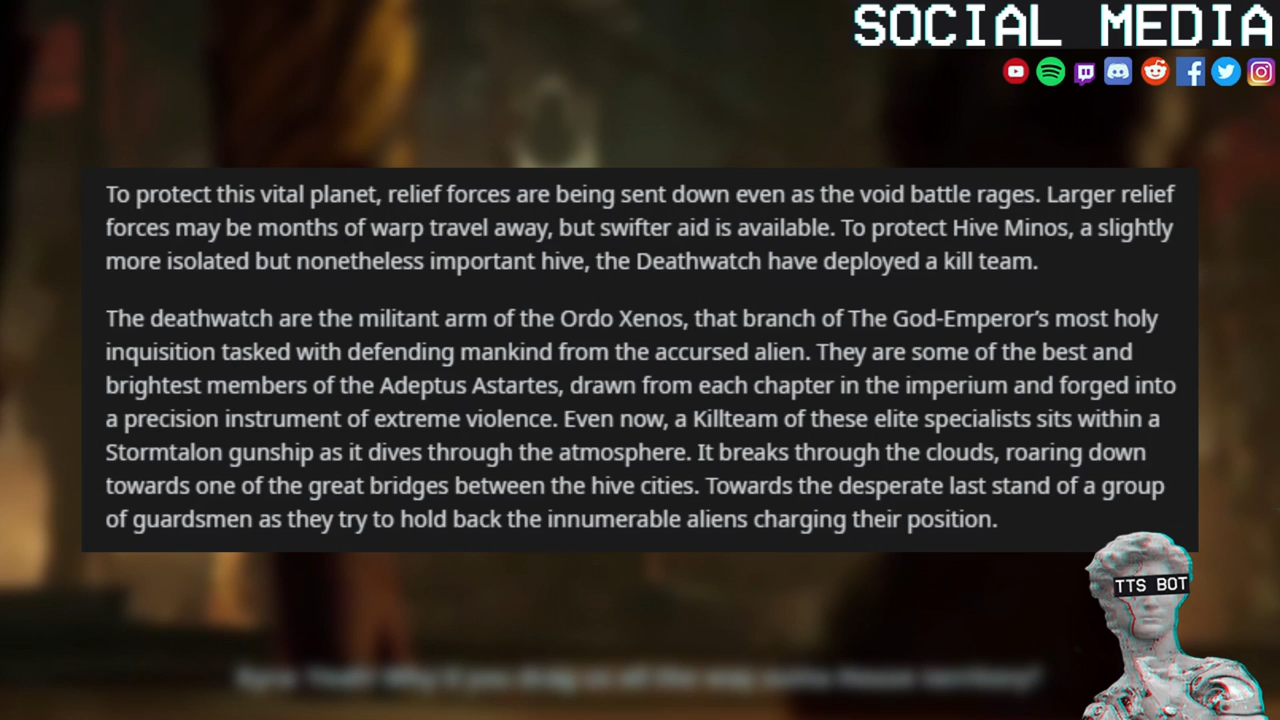 SOCIAL MEDIA
To protect this vital planet, relief forces are being sent down even as the void battle rages. Larger relief
forces may be months of warp travel away, but swifter aid is available. To protect Hive Minos, a slightly
more isolated but nonetheless important hive, the Deathwatch have deployed a kill team.
The deathwatch are the militant arm of the Ordo Xenos, that branch of The God-Emperor’s most holy
inquisition tasked with defending mankind from the accursed alien. They are some of the best and
brightest members of the Adeptus Astartes, drawn from each chapter in the imperium and forged into
a precision instrument of extreme violence. Even now, a Killteam of these elite specialists sits within a
Stormtalon gunship as it dives through the atmosphere. It breaks through the clouds, roaring down
towards one of the great bridges between the hive cities. Towards the desperate last stand of a group
of guardsmen as they try to hold back the innumerable aliens charging their position.
TTS BOT